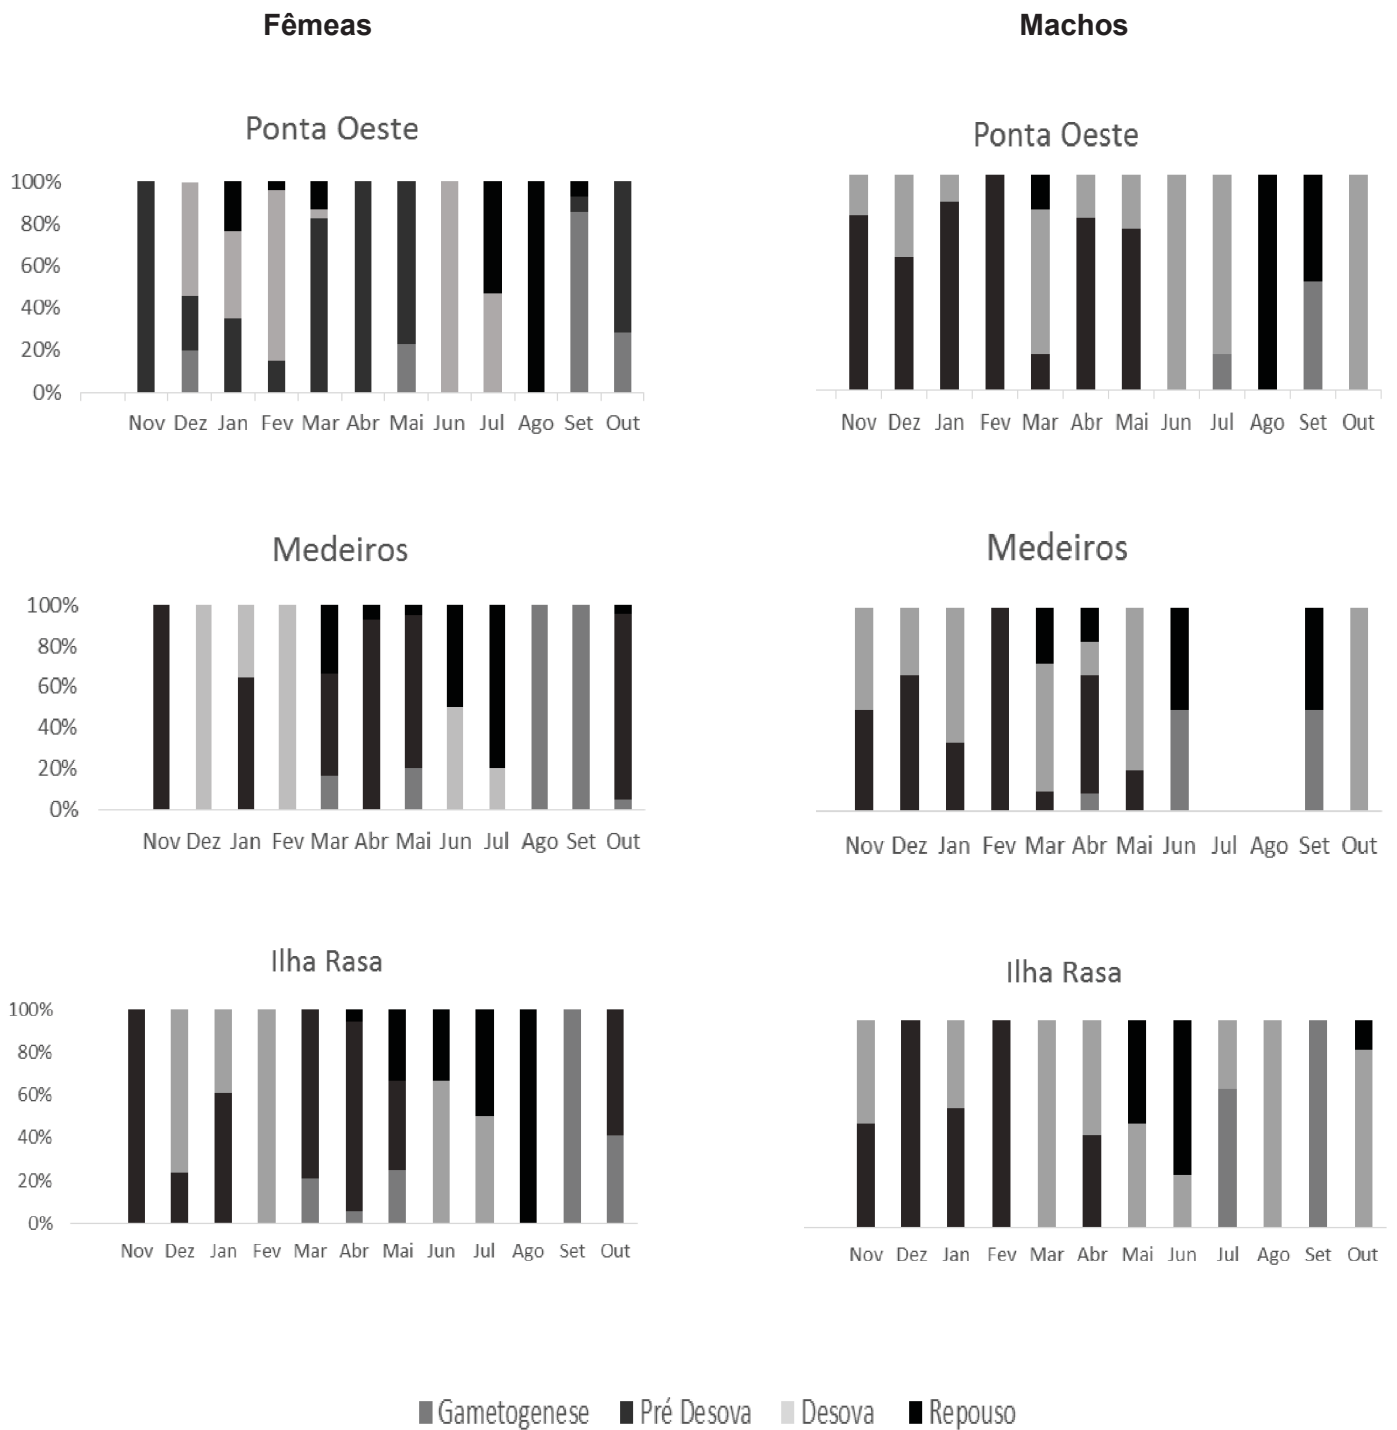 Fêmeas
Machos
Ponta Oeste
100%
80%
60%
40%
20%
0%
Nov Dez Jan Fev Mar Abr Mai Jun Jul Ago Set Out
Ponta Oeste
Nov Dez Jan Fev Mar Abr Mai Jun Jul Ago Set Out
Medeiros
100%
80%
60%
40%
20%
0%
Nov Dez Jan Fev Mar Abr Mai Jun Jul Ago Set Out
Medeiros
Nov Dez Jan Fev Mar Abr Mai Jun Jul Ago Set Out
Ilha Rasa
100%
80%
60%
40%
20%
0%
Nov Dez Jan Fev Mar Abr Mai Jun Jul Ago Set Out
Ilha Rasa
Nov Dez Jan Fev Mar Abr Mai Jun Jul Ago Set Out
Gametogenese Pré Desova Desova Repouso